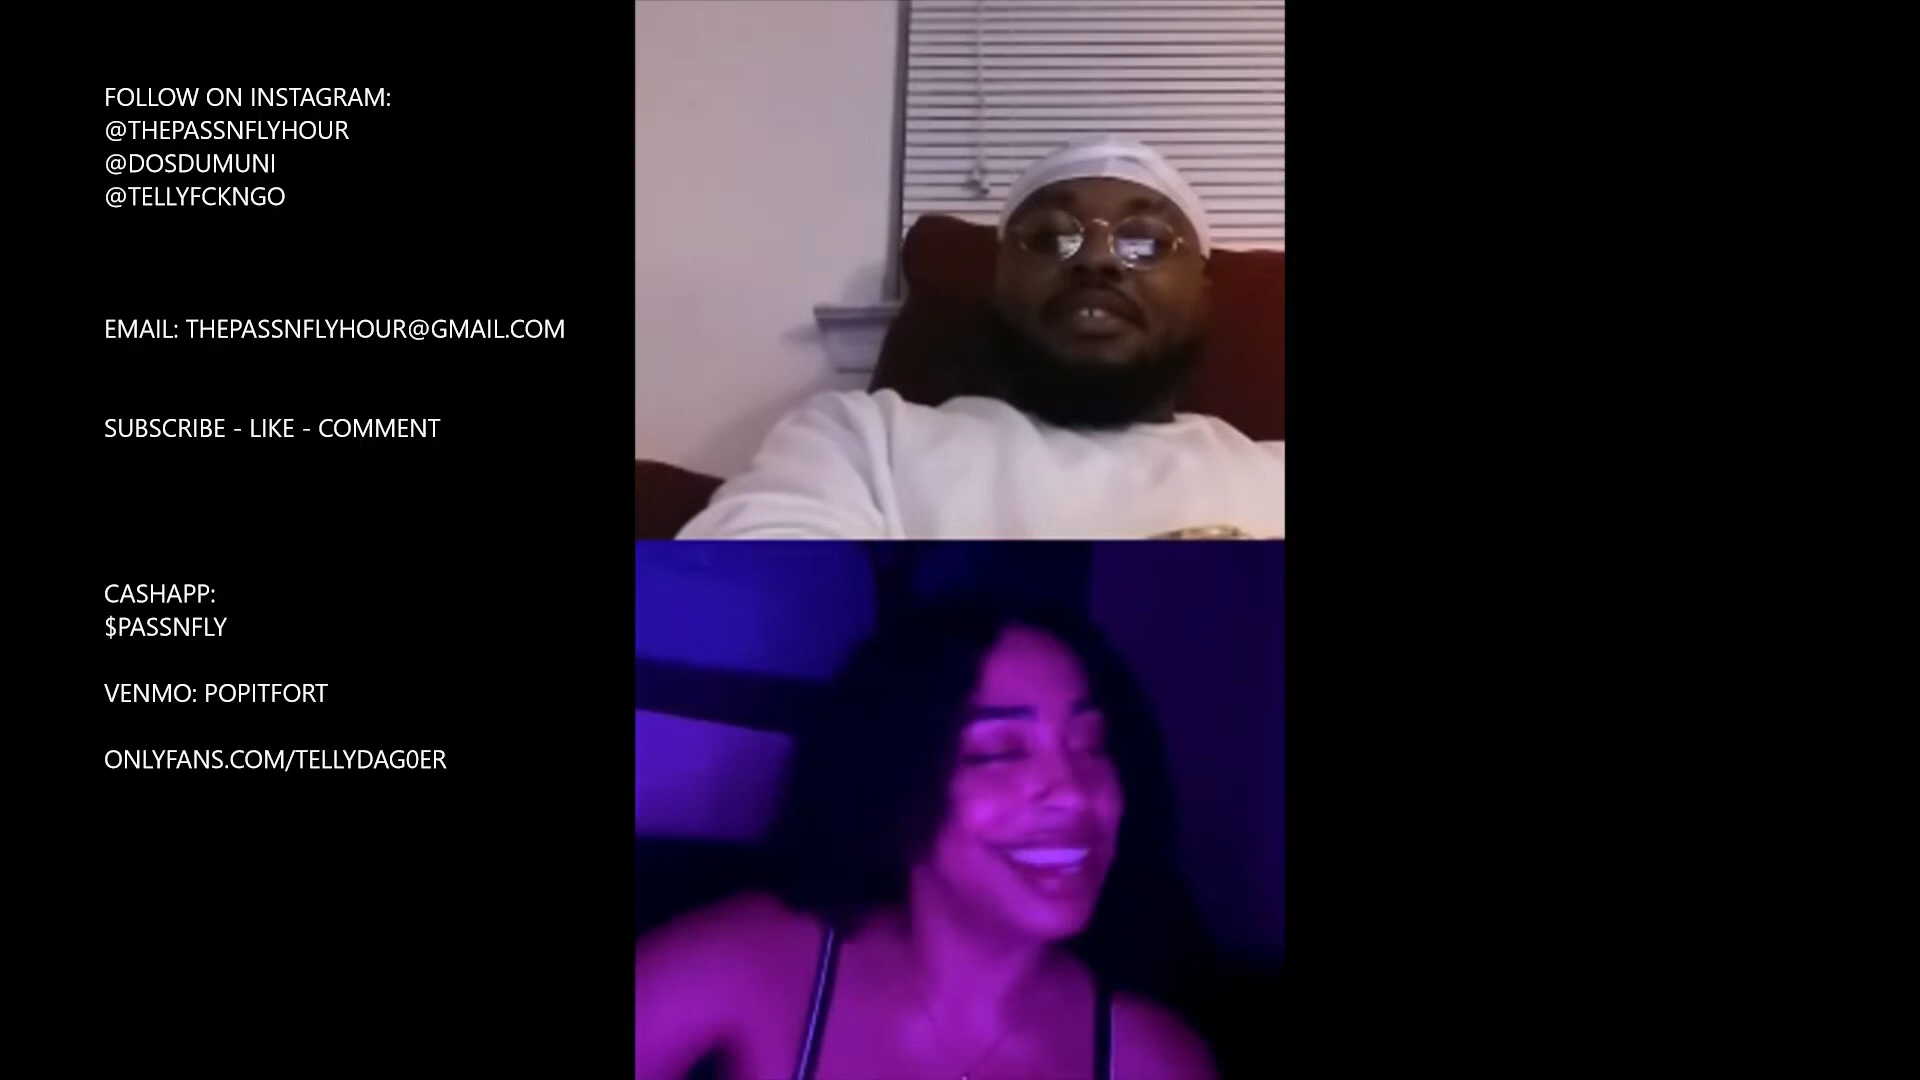 FOLLOW ON INSTAGRAM:
@THEPASSNFLYHOUR
@DOSDUMUNI
@TELLYFCKNGO
EMAIL: THEPASSNFLYHOUR@GMAIL.COM
SUBSCRIBE - LIKE - COMMENT
CASHAPP:
$PASSNFLY
VENMO: POPITFORT
ONLYFANS.COM/TELLYDAG0ER